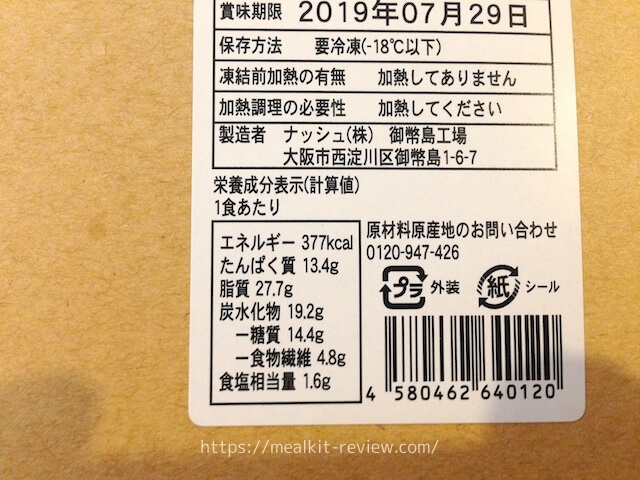 賞味期限 2019年07月29日
保存方法 要冷凍(-18℃以下)
凍結前加熱の有無 加熱してありません
加熱調理の必要性 加熱してください
製造者 ナッシュ(株) 御幣島工場
大阪市西淀川区御幣島1-6-7
栄養成分表示(計算値)
1食あたり
エネルギー 377kcal
たんぱく質 13.4g
脂質 27.7g
炭水化物 19.2g
ー糖質 14.4g
ー食物繊維 4.8g
食塩相当量 1.6g
原材料原産地のお問い合わせ
0120-947-426
プラ 外装 紙 シール
4 580462 640120
https://mealkit-review.com/